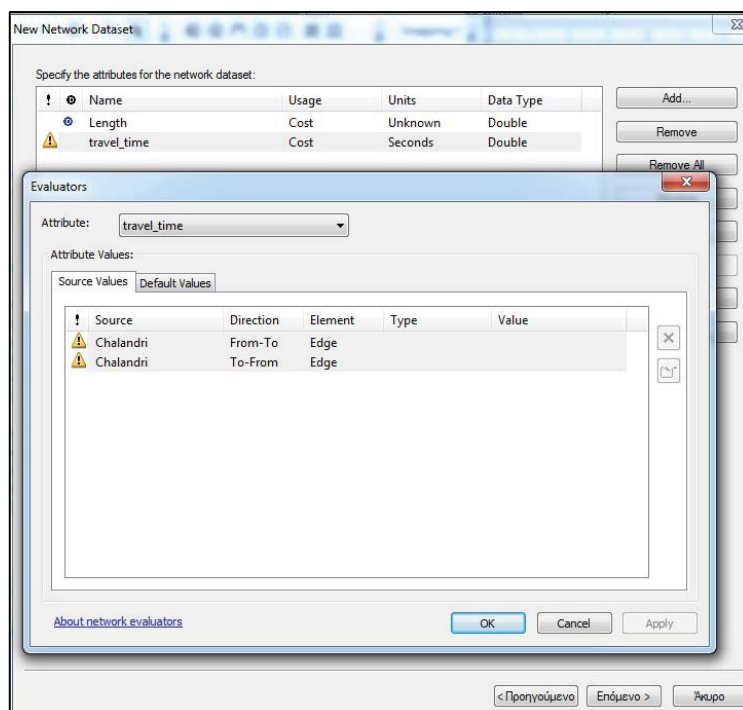 New Network Dataset
Specify the attributes for the network dataset:
! Name Usage Units Data Type
Length Cost Unknown Double
travel_time Cost Seconds Double
Add...
Remove
Remove All
Evaluators
Attribute: travel_time
Attribute Values:
Source Values Default Values
! Source Direction Element Type Value
Chalandri From-To Edge
Chalandri To-From Edge
About network evaluators
OK Cancel Apply
< Προηγούμενο Επόμενο > Άκυρο